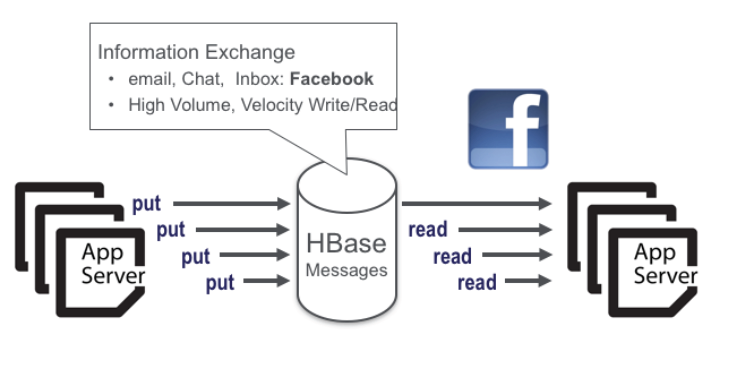 Information Exchange
• email, Chat, Inbox: Facebook
• High Volume, Velocity Write/Read
f
put
put
put
put
App
Server
HBase
Messages
read
read
read
App
Server